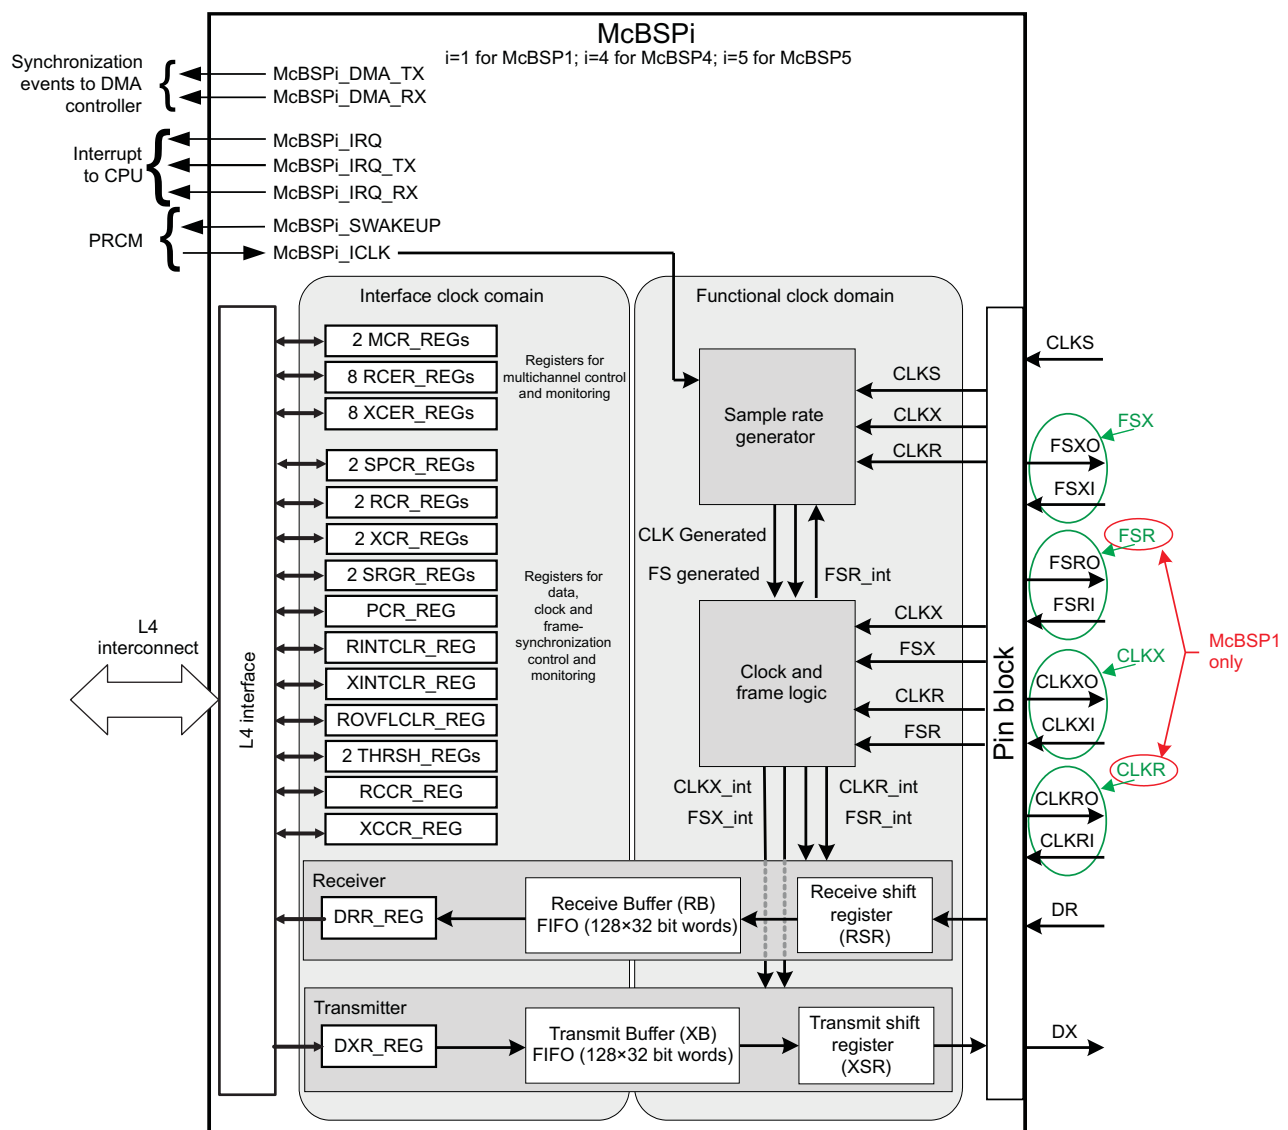 McBSPi
i=1 for McBSP1; i=4 for McBSP4; i=5 for McBSP5
Synchronization
events to DMA
controller
McBSPi_DMA_TX
McBSPi_DMA_RX
Interrupt
to CPU
McBSPi_IRQ
McBSPi_IRQ_TX
McBSPi_IRQ_RX
PRCM
McBSPi_SWAKEUP
McBSPi_ICLK
L4
interconnect
L4 interface
Interface clock comain
2 MCR_REGs
8 RCER_REGs
8 XCER_REGs
Registers for
multichannel control
and monitoring
2 SPCR_REGs
2 RCR_REGs
2 XCR_REGs
2 SRGR_REGs
PCR_REG
RINTCLR_REG
XINTCLR_REG
ROVFLCLR_REG
2 THRSH_REGs
RCCR_REG
XCCR_REG
Registers for
data,
clock and
frame-
synchronization
control and
monitoring
Functional clock domain
Sample rate
generator
CLKS
CLKX
CLKR
CLK Generated
FS generated
FSR_int
Clock and
frame logic
CLKX
FSX
CLKR
FSR
CLKX_int
FSX_int
CLKR_int
FSR_int
Receiver
DRR_REG
Receive Buffer (RB)
FIFO (128×32 bit words)
Receive shift
register
(RSR)
Transmitter
DXR_REG
Transmit Buffer (XB)
FIFO (128×32 bit words)
Transmit shift
register
(XSR)
Pin block
CLKS
FSX
FSXO
FSXI
FSR
FSRO
FSRI
McBSP1
only
CLKX
CLKXO
CLKXI
CLKR
CLKRO
CLKRI
DR
DX